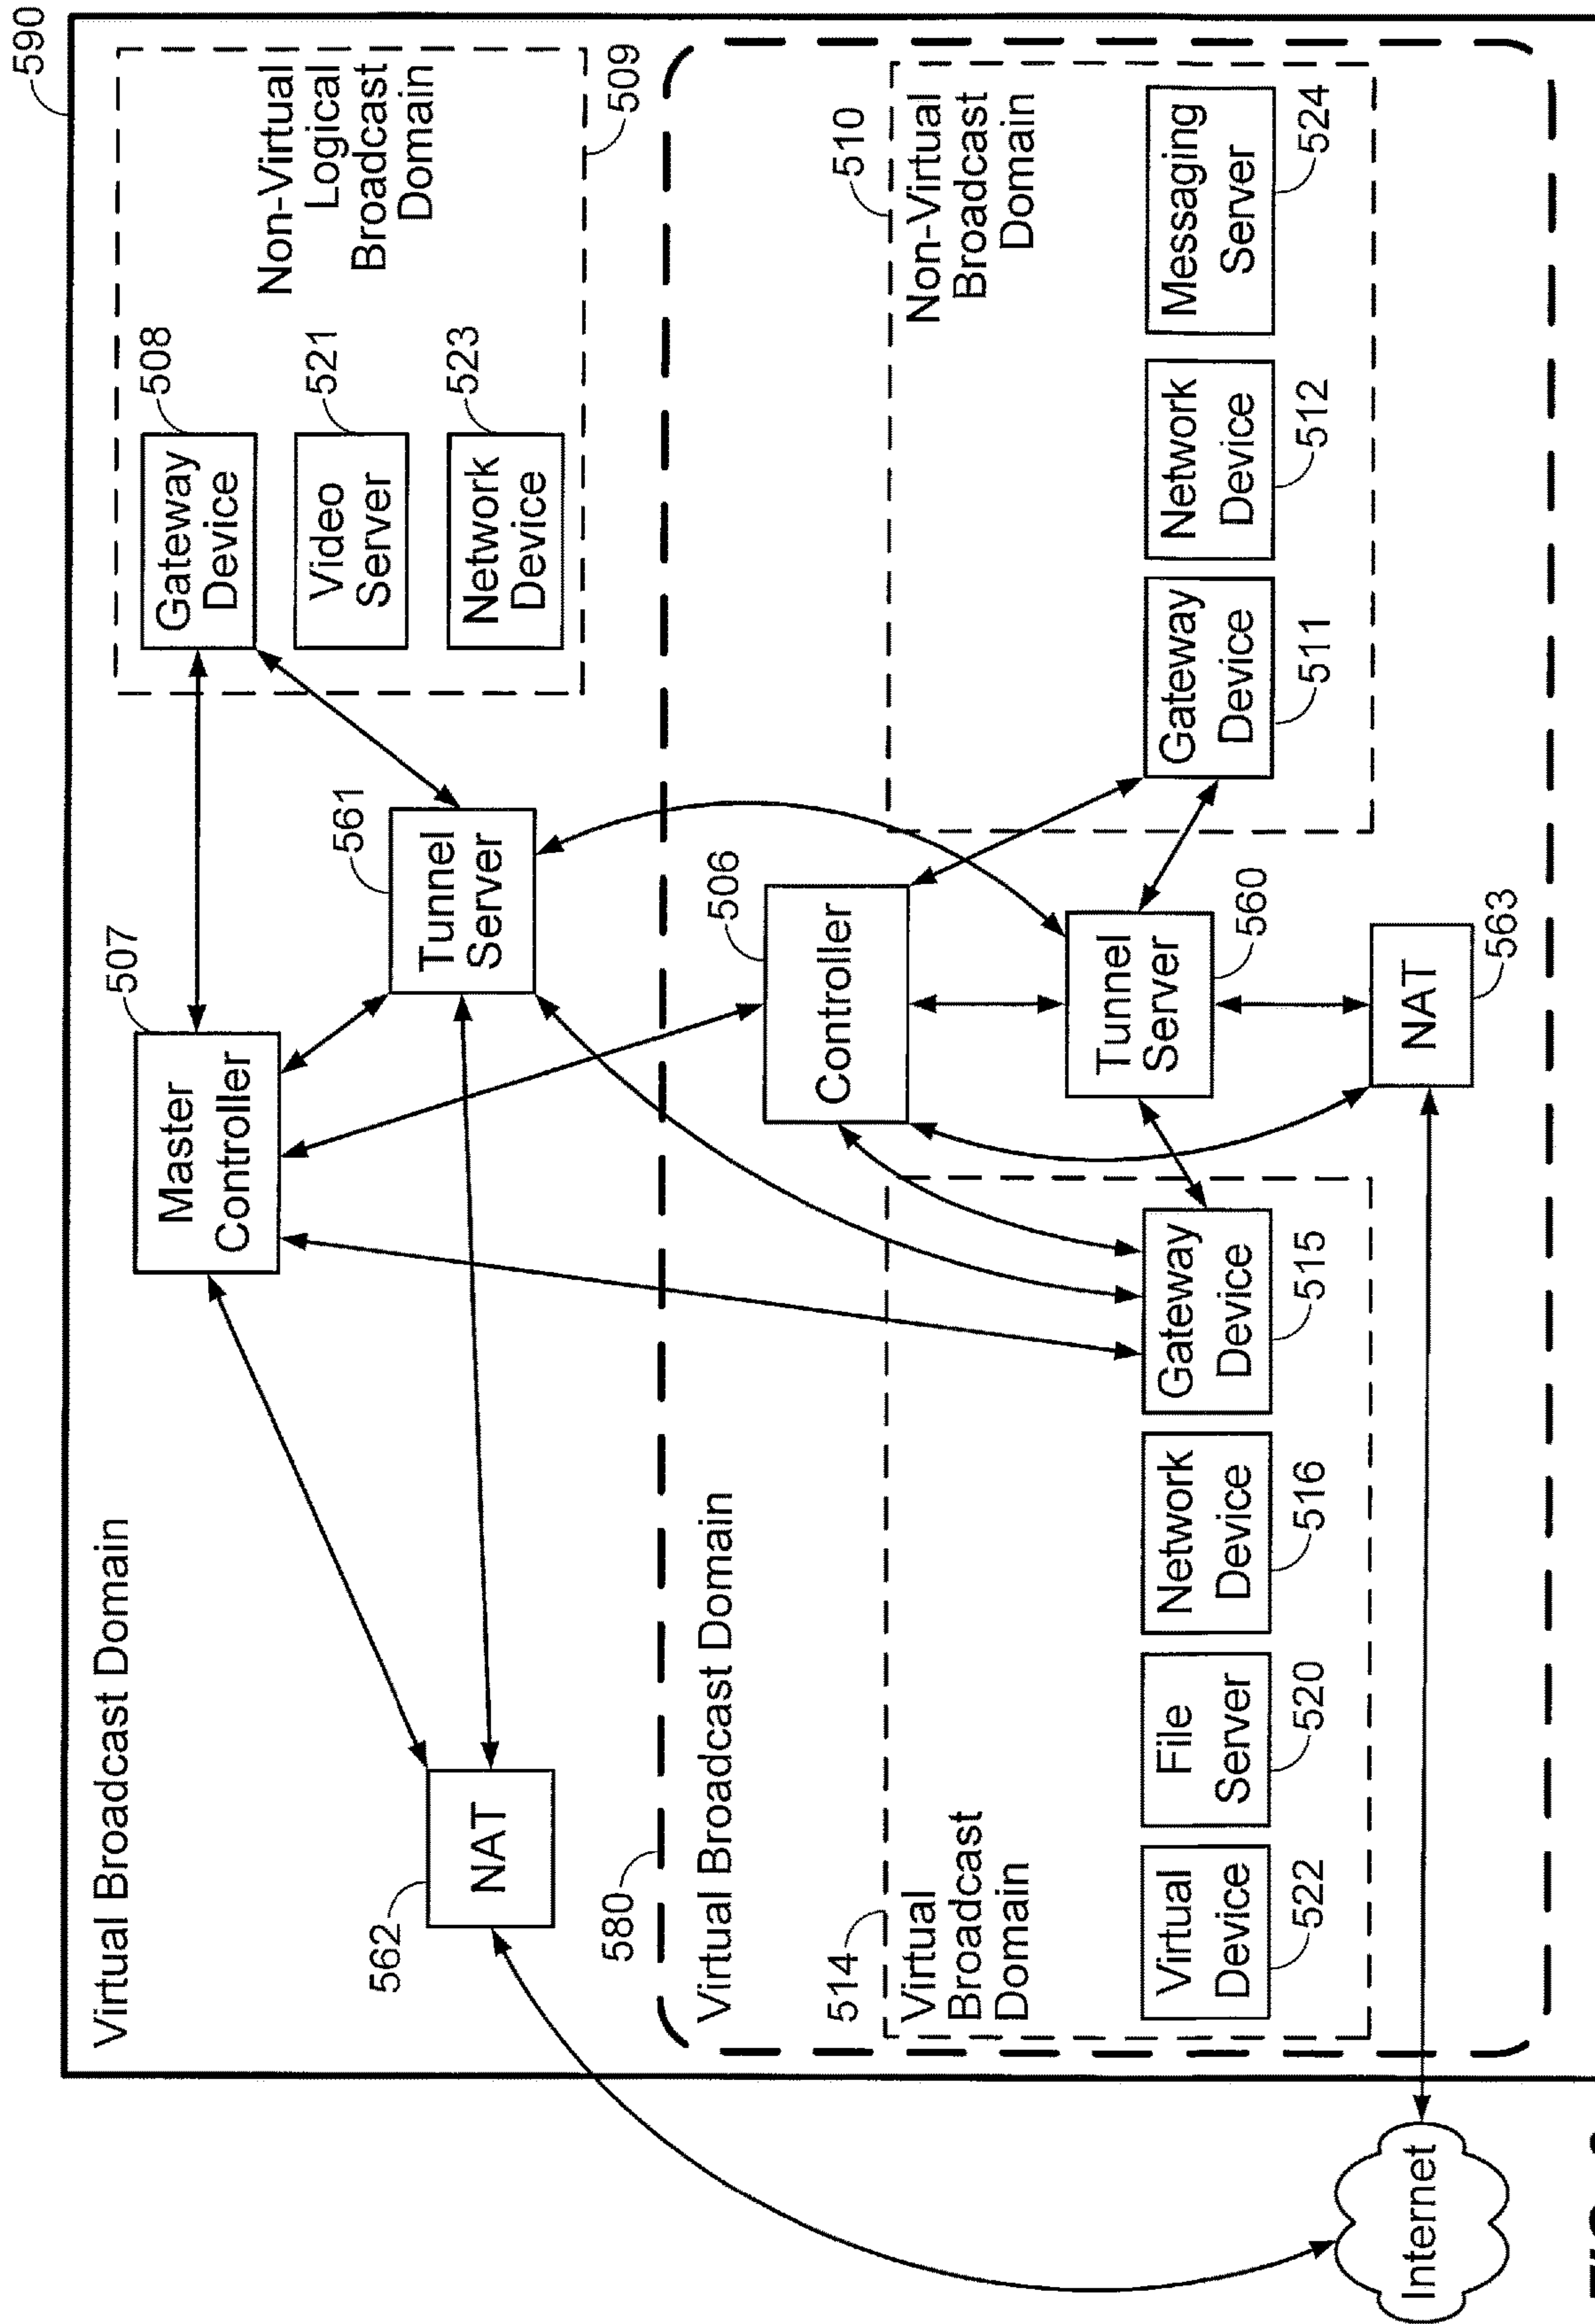 590
Virtual Broadcast Domain
Non-Virtual
Logical
Broadcast
Domain
509
Gateway
Device
508
Video
Server
521
Network
Device
523
507
Master
Controller
561
Tunnel
Server
562
NAT
580
Virtual Broadcast Domain
506
Controller
510
Non-Virtual
Broadcast
Domain
Gateway
Device
511
Network
Device
512
Messaging
Server
524
Tunnel
Server
560
NAT
563
514
Virtual
Broadcast
Domain
Virtual
Device
522
File
Server
520
Network
Device
516
Gateway
Device
515
Internet